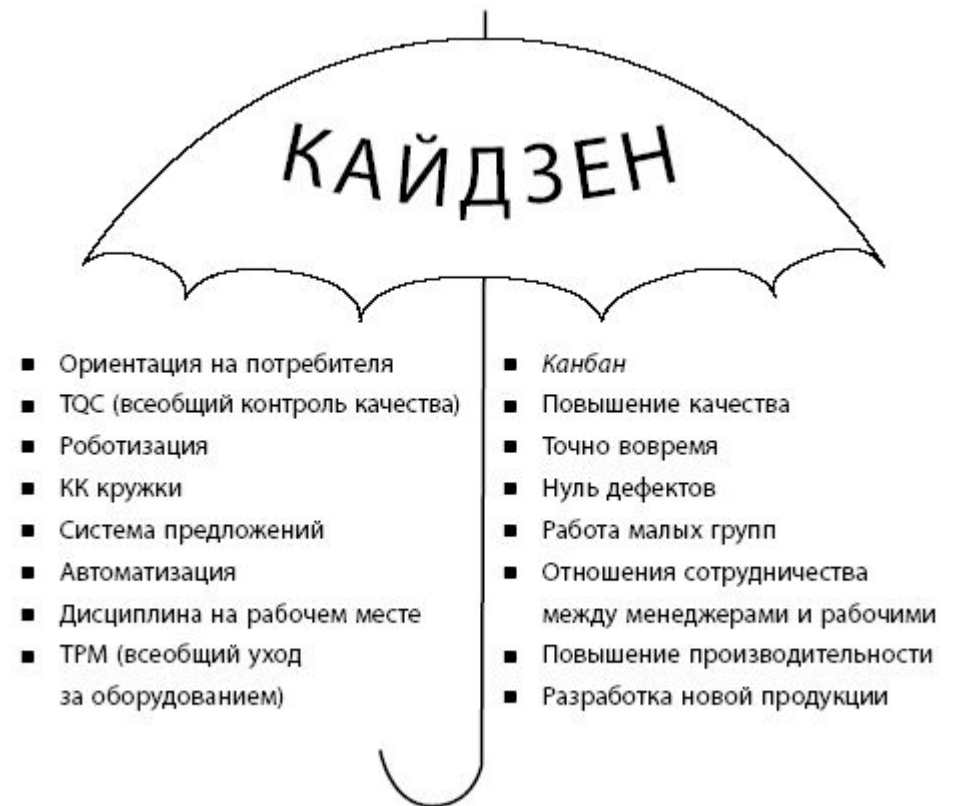 КАЙДЗЕН
■ Ориентация на потребителя
■ TQC (всеобщий контроль качества)
■ Роботизация
■ КК кружки
■ Система предложений
■ Автоматизация
■ Дисциплина на рабочем месте
■ ТРМ (всеобщий уход
за оборудованием)
■ Канбан
■ Повышение качества
■ Точно вовремя
■ Нуль дефектов
■ Работа малых групп
■ Отношения сотрудничества
между менеджерами и рабочими
■ Повышение производительности
■ Разработка новой продукции